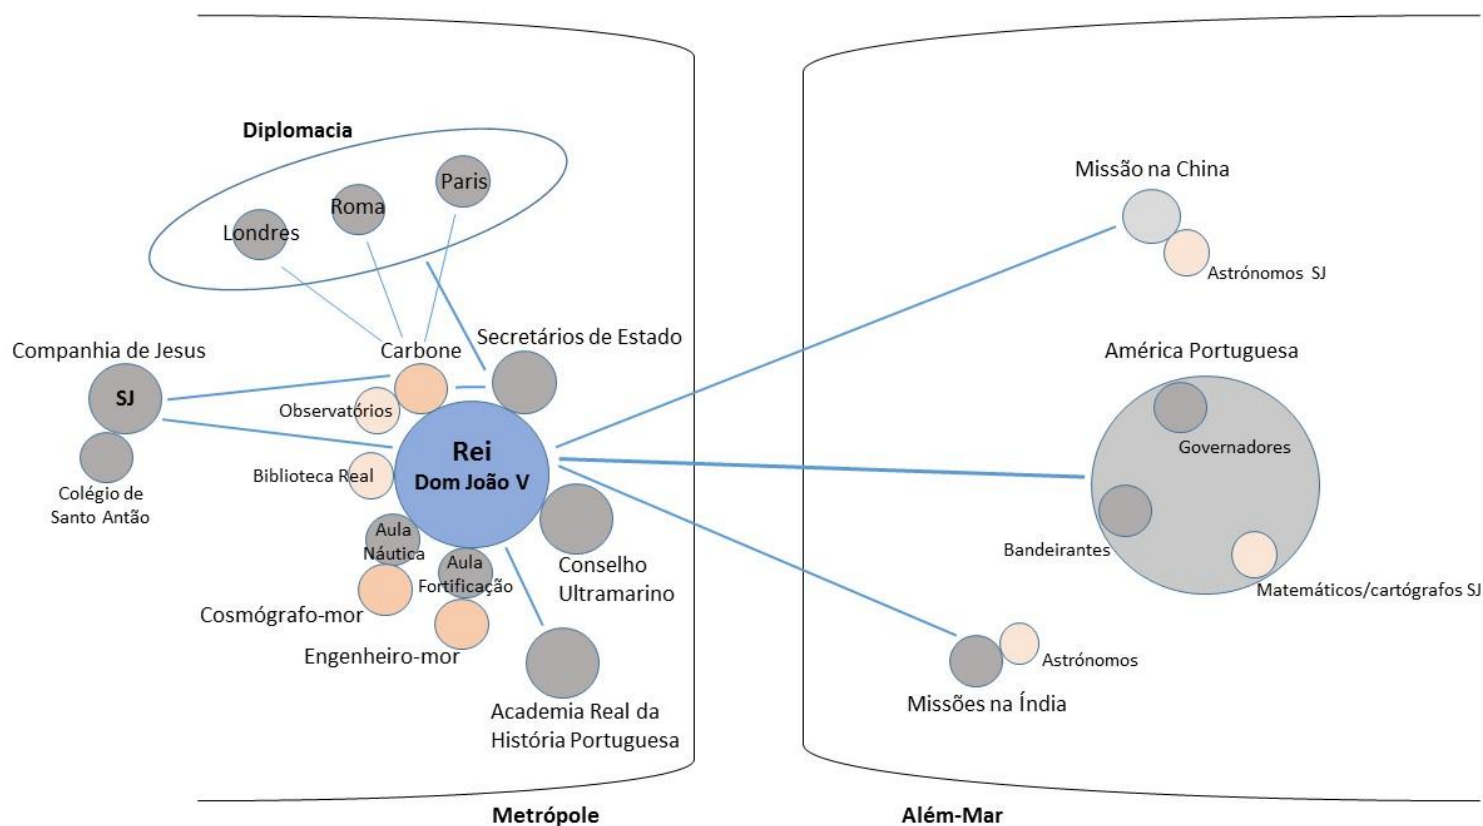 Diplomacia
Paris
Roma
Londres
Companhia de Jesus
SJ
Colégio de
Santo Antão
Carbone
Secretários de Estado
Observatórios
Rei
Dom João V
Biblioteca Real
Aula
Náutica
Aula
Fortificação
Cosmógrafo-mor
Engenheiro-mor
Conselho
Ultramarino
Academia Real da
História Portuguesa
Metrópole
Missão na China
Astrónomos SJ
América Portuguesa
Governadores
Bandeirantes
Matemáticos/cartógrafos SJ
Astrónomos
Missões na Índia
Além-Mar